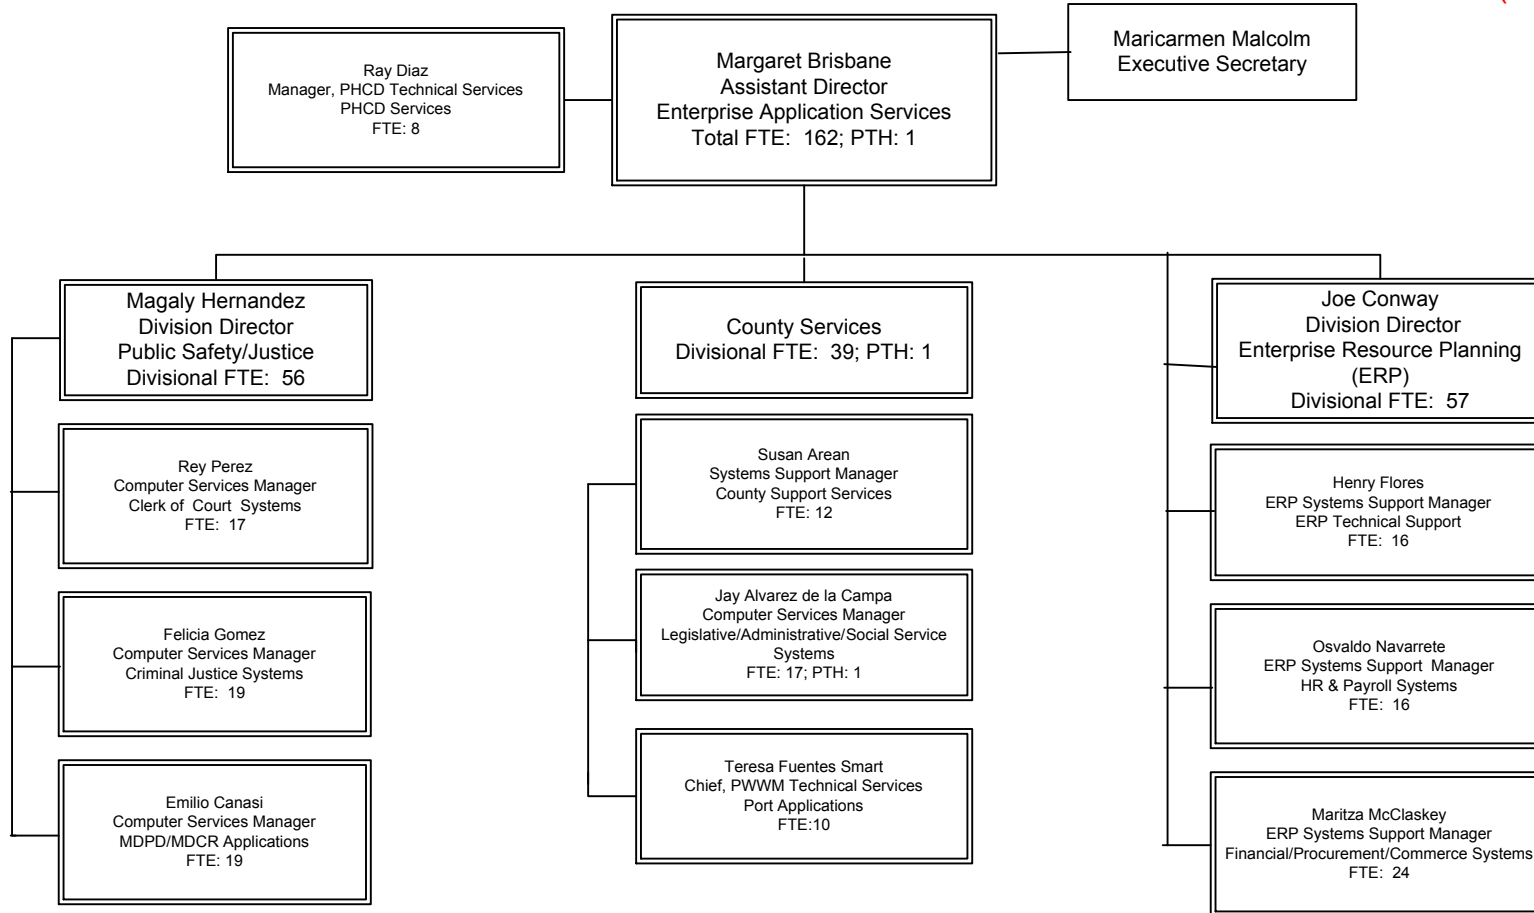 Ray Diaz
Manager, PHCD Technical Services
PHCD Services
FTE: 8
Margaret Brisbane
Assistant Director
Enterprise Application Services
Total FTE: 162; PTH: 1
Maricarmen Malcolm
Executive Secretary
Magaly Hernandez
Division Director
Public Safety/Justice
Divisional FTE: 56
Rey Perez
Computer Services Manager
Clerk of Court Systems
FTE: 17
Felicia Gomez
Computer Services Manager
Criminal Justice Systems
FTE: 19
Emilio Canasi
Computer Services Manager
MDPD/MDCR Applications
FTE: 19
County Services
Divisional FTE: 39; PTH: 1
Susan Arean
Systems Support Manager
County Support Services
FTE: 12
Jay Alvarez de la Campa
Computer Services Manager
Legislative/Administrative/Social Service
Systems
FTE: 17; PTH: 1
Teresa Fuentes Smart
Chief, PWWM Technical Services
Port Applications
FTE:10
Joe Conway
Division Director
Enterprise Resource Planning
(ERP)
Divisional FTE: 57
Henry Flores
ERP Systems Support Manager
ERP Technical Support
FTE: 16
Osvaldo Navarrete
ERP Systems Support Manager
HR & Payroll Systems
FTE: 16
Maritza McClaskey
ERP Systems Support Manager
Financial/Procurement/Commerce Systems
FTE: 24